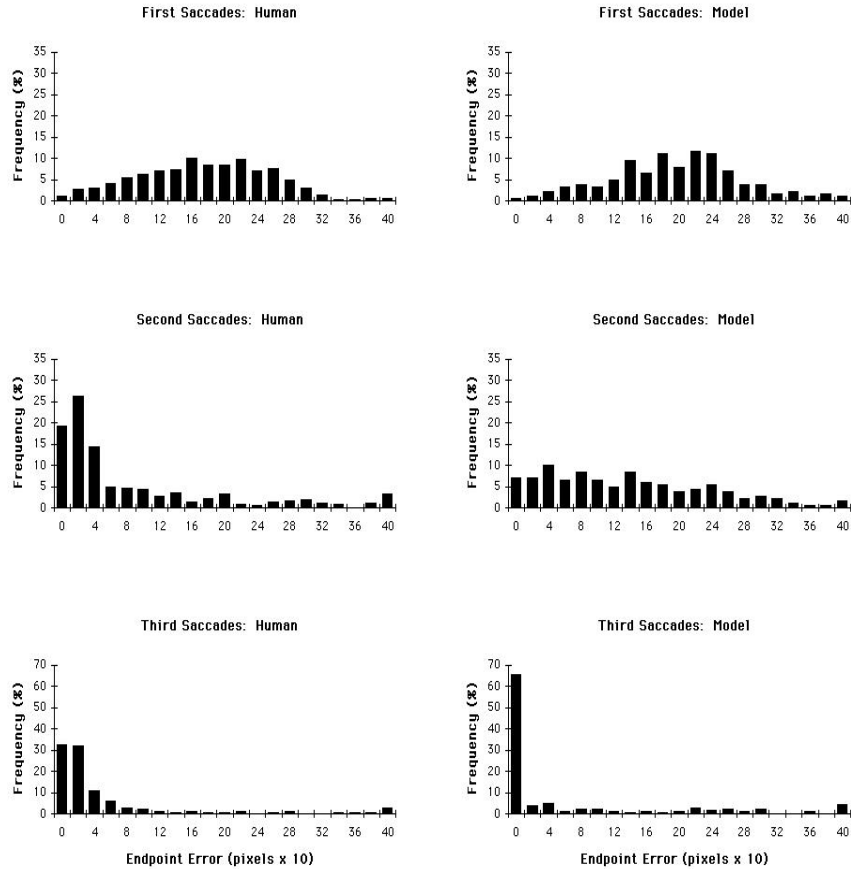 First Saccades: Human
Frequency (%)
35
30
25
20
15
10
5
0
0 4 8 12 16 20 24 28 32 36 40
First Saccades: Model
Frequency (%)
35
30
25
20
15
10
5
0
0 4 8 12 16 20 24 28 32 36 40
Second Saccades: Human
Frequency (%)
35
30
25
20
15
10
5
0
0 4 8 12 16 20 24 28 32 36 40
Second Saccades: Model
Frequency (%)
35
30
25
20
15
10
5
0
0 4 8 12 16 20 24 28 32 36 40
Third Saccades: Human
Frequency (%)
70
60
50
40
30
20
10
0
0 4 8 12 16 20 24 28 32 36 40
Endpoint Error (pixels x 10)
Third Saccades: Model
Frequency (%)
70
60
50
40
30
20
10
0
0 4 8 12 16 20 24 28 32 36 40
Endpoint Error (pixels x 10)